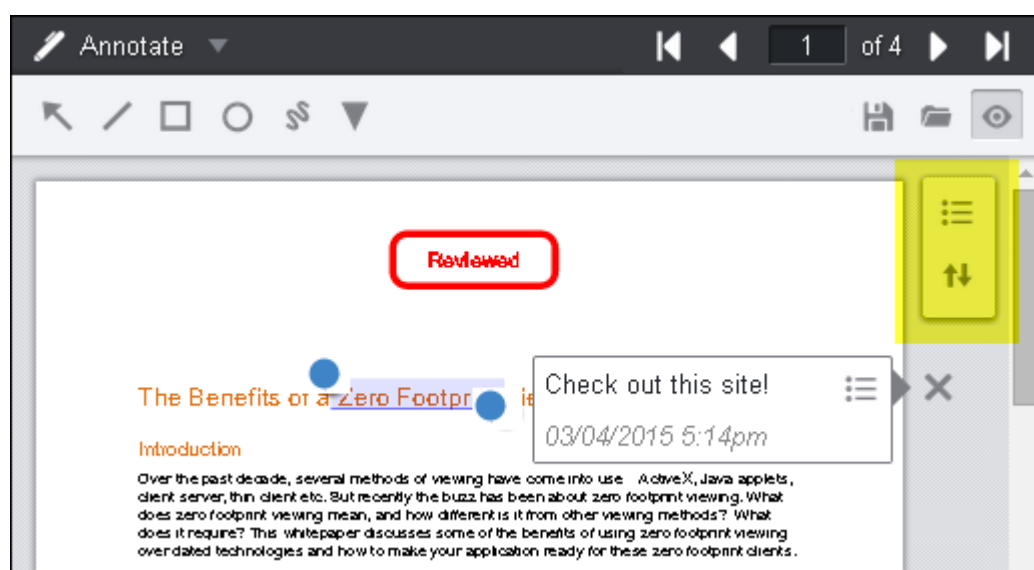 Annotate
1 of 4
Reviewed
The Benefits of a Zero Footpr
Check out this site!
03/04/2015 5:14pm
Introduction
Over the past decade, several methods of viewing have come into use ActiveX, Java applets,
client server, thin client etc. But recently the buzz has been about zero footprint viewing. What
does zero footprint viewing mean, and how different is it from other viewing methods? What
does it require? This whitepaper discusses some of the benefits of using zero footprint viewing
over dated technologies and how to make your application ready for these zero footprint clients.